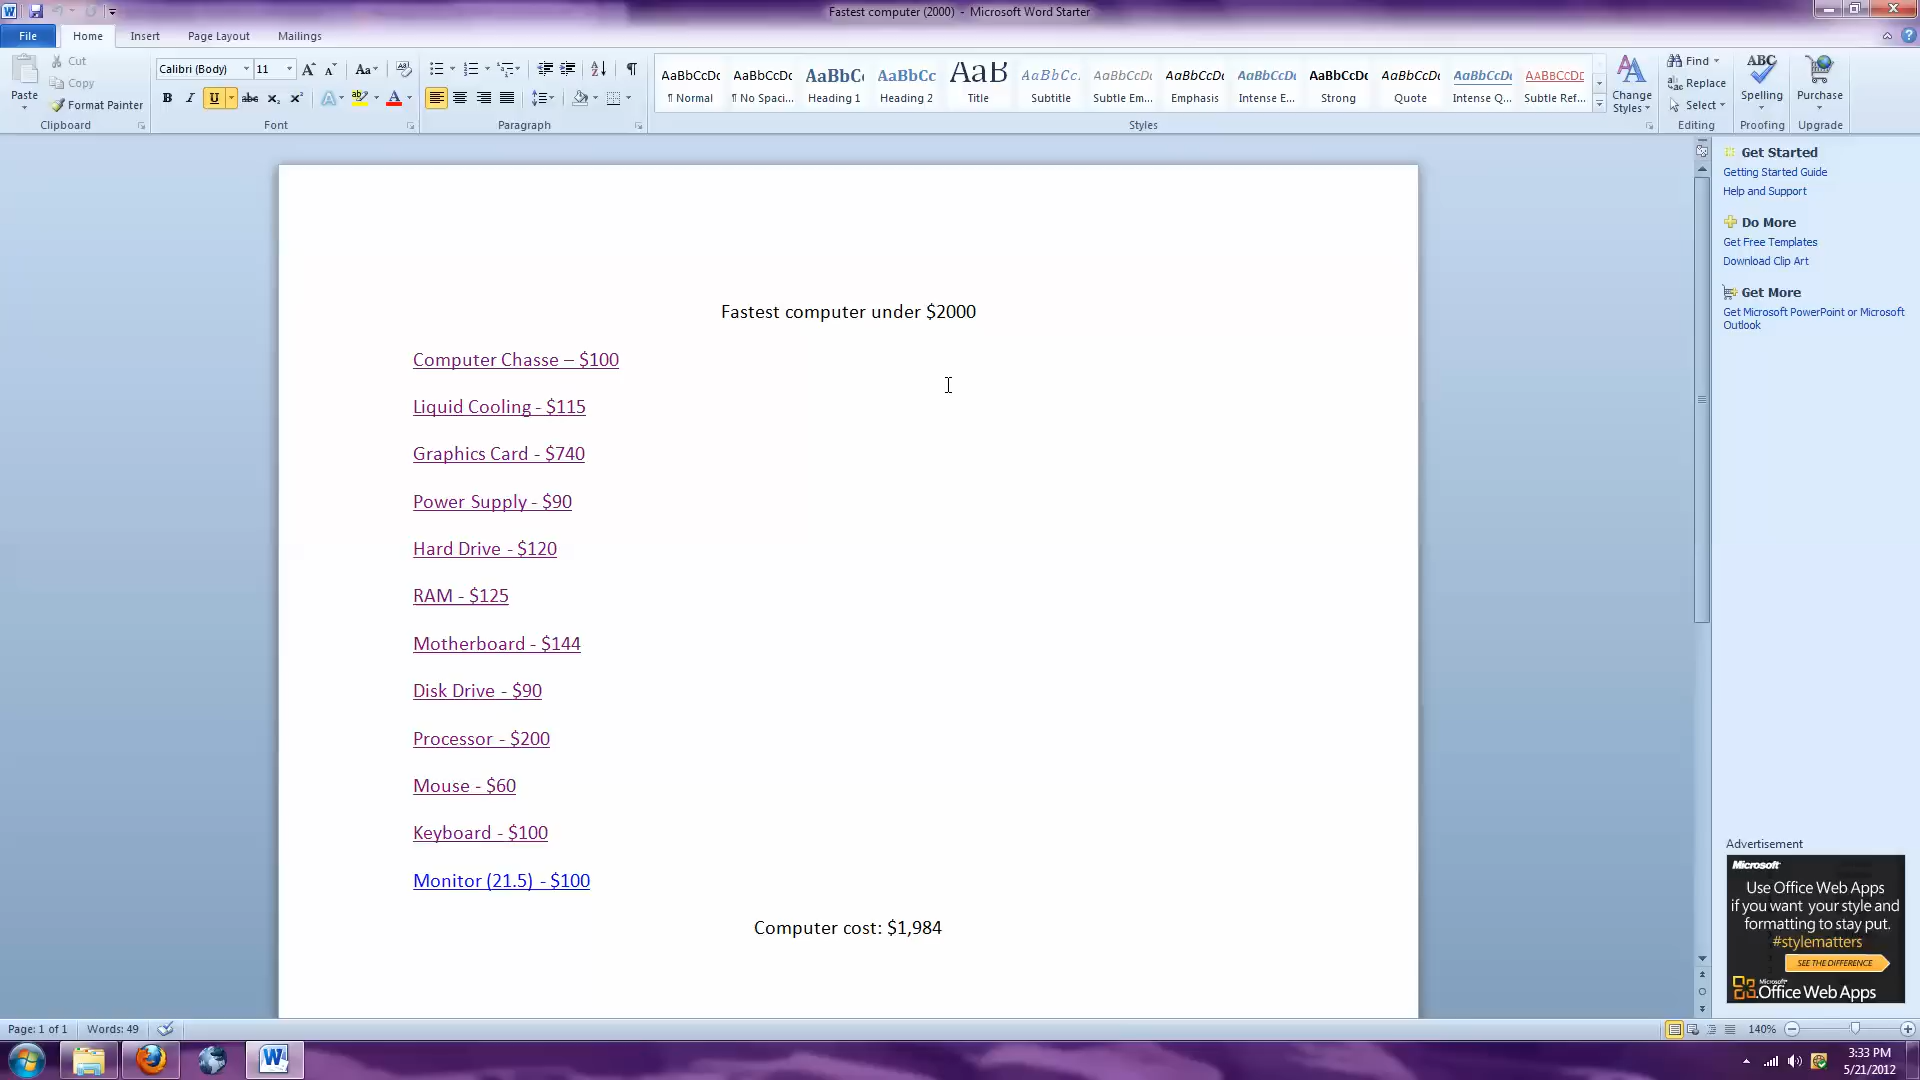 Fastest computer (2000) - Microsoft Word Starter
File Home Insert Page Layout Mailings
Paste
Cut
Copy
Format Painter
Clipboard
Calibri (Body) 11
Font
Paragraph
AaBbCcDc AaBbCcDc AaBbC AaBbCc AaB AaBbCc. AaBbCcDc AaBbCcDc AaBbCcDc AaBbCcDc AaBbCcDc AaBbCcDc AABBCCDC
¶ Normal ¶ No Spaci... Heading 1 Heading 2 Title Subtitle Subtle Em... Emphasis Intense E... Strong Quote Intense Q... Subtle Ref...
Styles
Change Styles
Find
Replace
Select
Editing
ABC
Spelling
Proofing
Purchase
Upgrade
Fastest computer under $2000
Computer Chasse – $100
Liquid Cooling - $115
Graphics Card - $740
Power Supply - $90
Hard Drive - $120
RAM - $125
Motherboard - $144
Disk Drive - $90
Processor - $200
Mouse - $60
Keyboard - $100
Monitor (21.5) - $100
Computer cost: $1,984
Get Started
Getting Started Guide
Help and Support
Do More
Get Free Templates
Download Clip Art
Get More
Get Microsoft PowerPoint or Microsoft
Outlook
Advertisement
Microsoft
Use Office Web Apps
if you want your style and
formatting to stay put.
#stylematters
SEE THE DIFFERENCE
Microsoft
Office Web Apps
Page: 1 of 1 Words: 49
140%
3:33 PM
5/21/2012